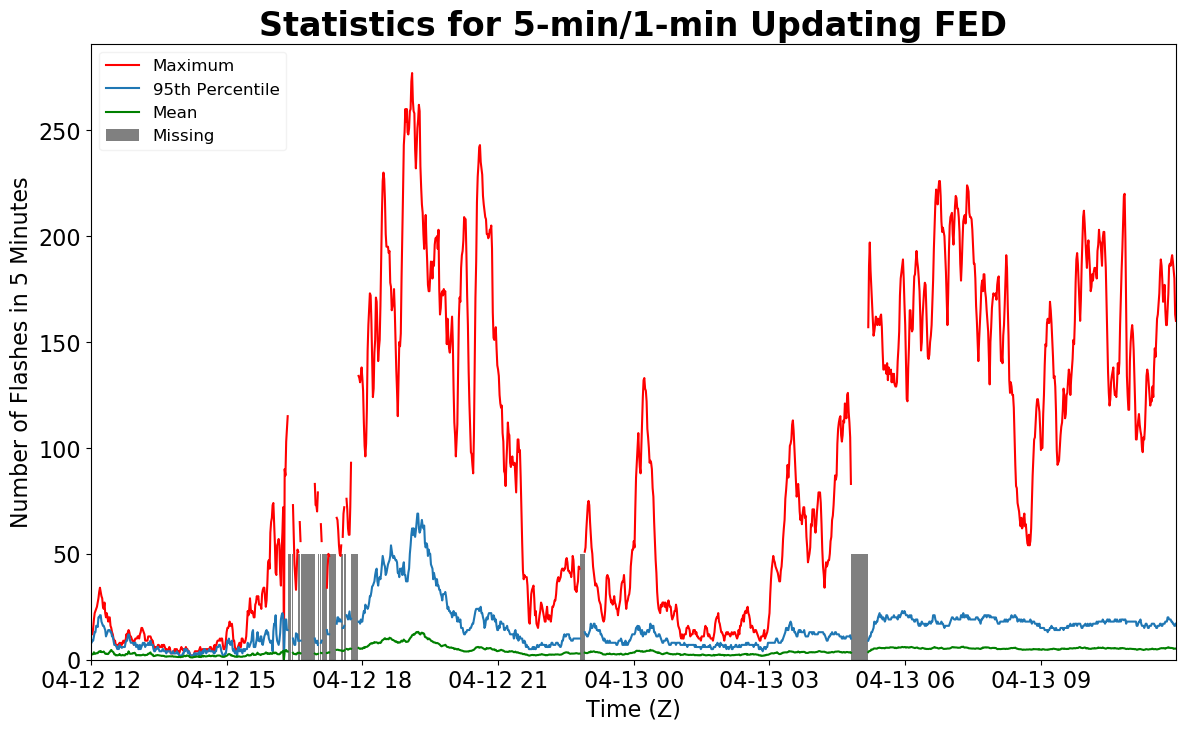 Statistics for 5-min/1-min Updating FED
Maximum
95th Percentile
Mean
Missing
Number of Flashes in 5 Minutes
250
200
150
100
50
0
04-12 12 04-12 15 04-12 18 04-12 21 04-13 00 04-13 03 04-13 06 04-13 09
Time (Z)